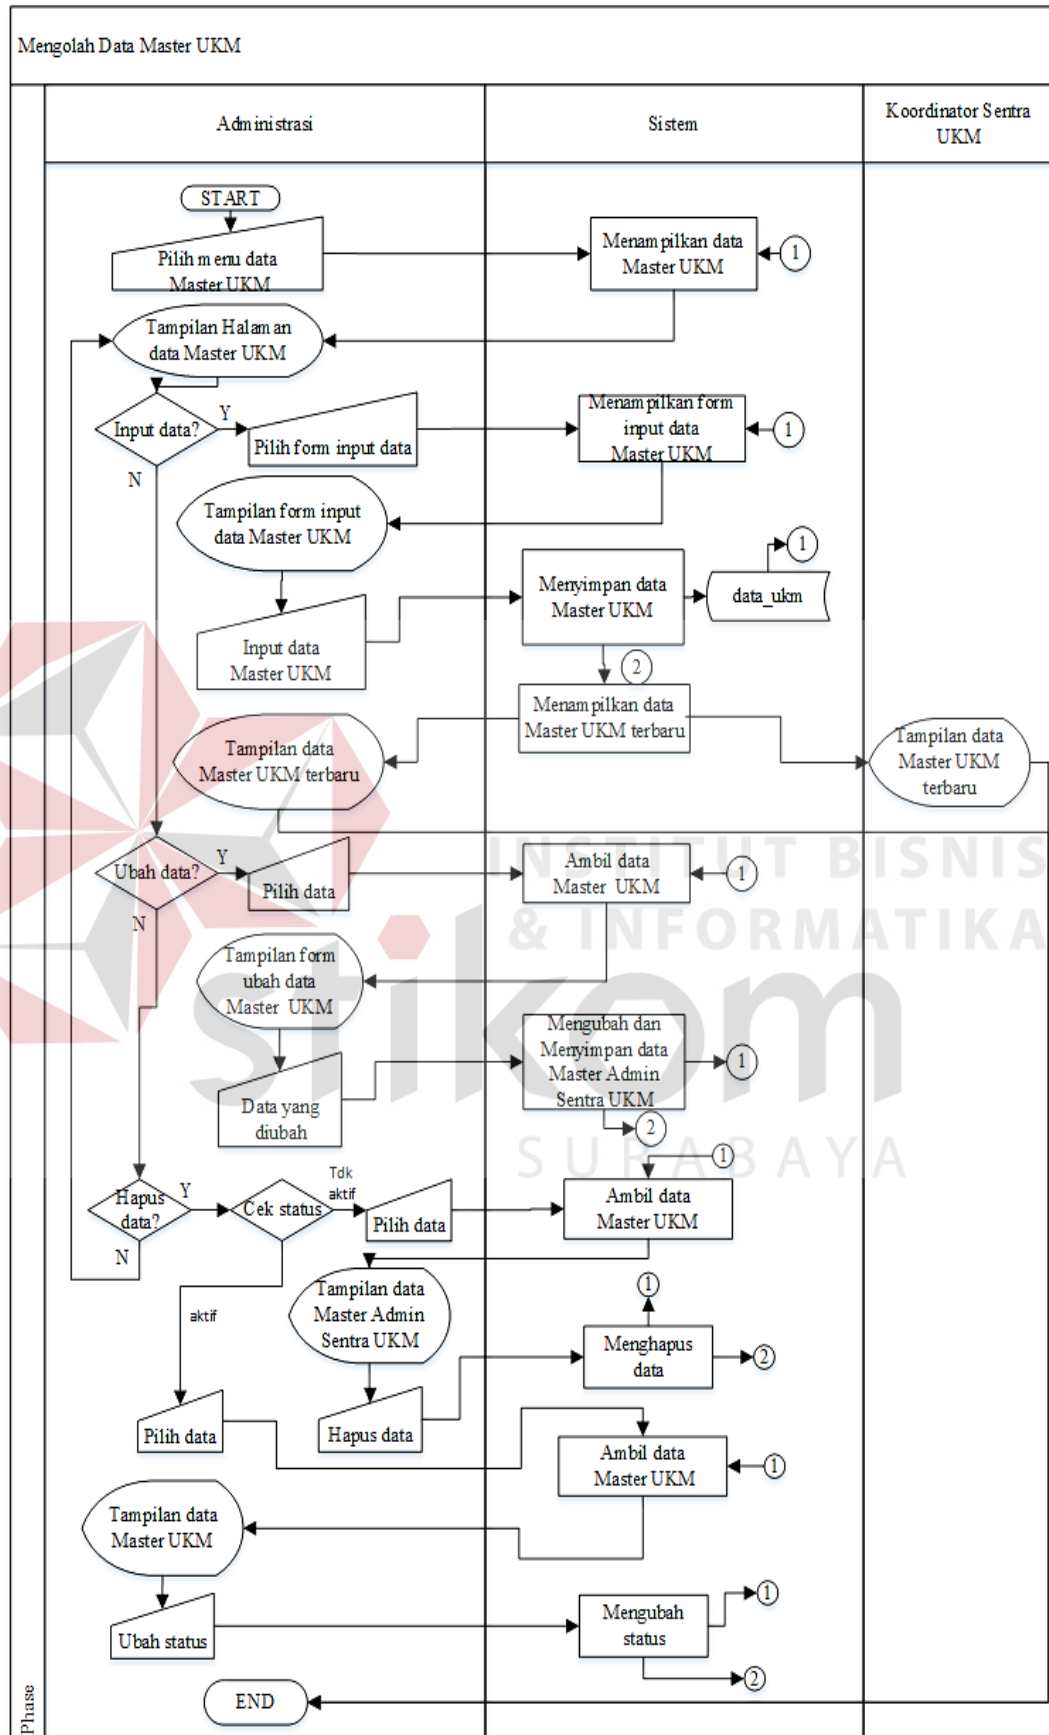 Mengolah Data Master UKM
Administrasi
Sistem
Koordinator Sentra
UKM
START
Pilih menu data
Master UKM
Menampilkan data
Master UKM
1
Tampilan Halaman
data Master UKM
Input data?
Y
N
Pilih form input data
Menampilkan form
input data
Master UKM
1
Tampilan form input
data Master UKM
Input data
Master UKM
Menyimpan data
Master UKM
data_ukm
1
2
Menampilkan data
Master UKM terbaru
Tampilan data
Master UKM terbaru
Tampilan data
Master UKM
terbaru
Ubah data?
Y
N
Pilih data
Ambil data
Master UKM
1
Tampilan form
ubah data
Master UKM
Data yang
diubah
Mengubah dan
Menyimpan data
Master Admin
Sentra UKM
1
2
Hapus
data?
Y
N
Cek status
Tdk
aktif
aktif
Pilih data
Ambil data
Master UKM
1
Tampilan data
Master Admin
Sentra UKM
Hapus data
Menghapus
data
1
2
Pilih data
Ambil data
Master UKM
1
Tampilan data
Master UKM
Ubah status
Mengubah
status
1
2
END
Phase
INSTITUT BISNIS
& INFORMATIKA
stikom
SURABAYA